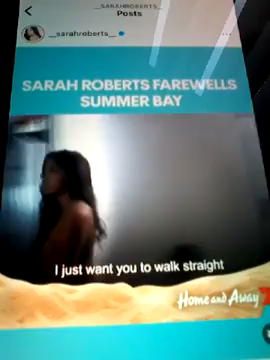 __SARAHROBERTS__
Posts
__sarahroberts__
SARAH ROBERTS FAREWELLS
SUMMER BAY
I just want you to walk straight
Home and Away